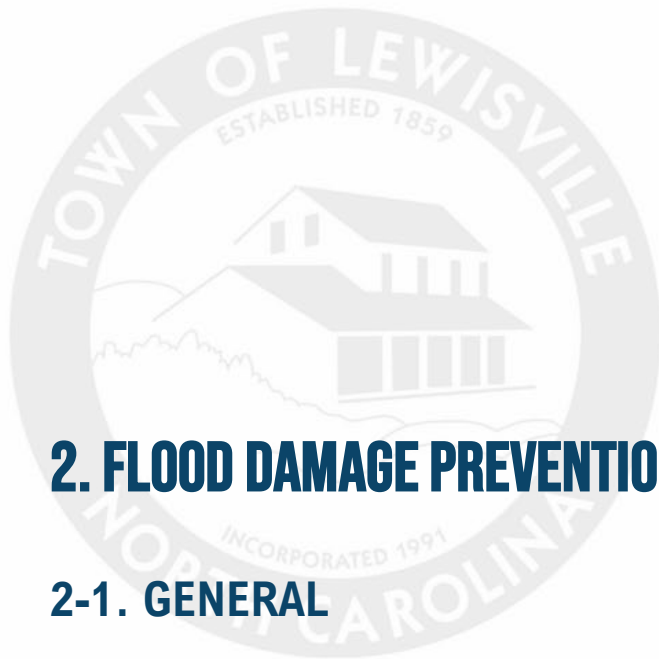 TOWN OF LEWISVILLE
ESTABLISHED 1859
2. FLOOD DAMAGE PREVENTIO
INCORPORATED 1991
2-1. GENERAL
NORTH CAROLINA